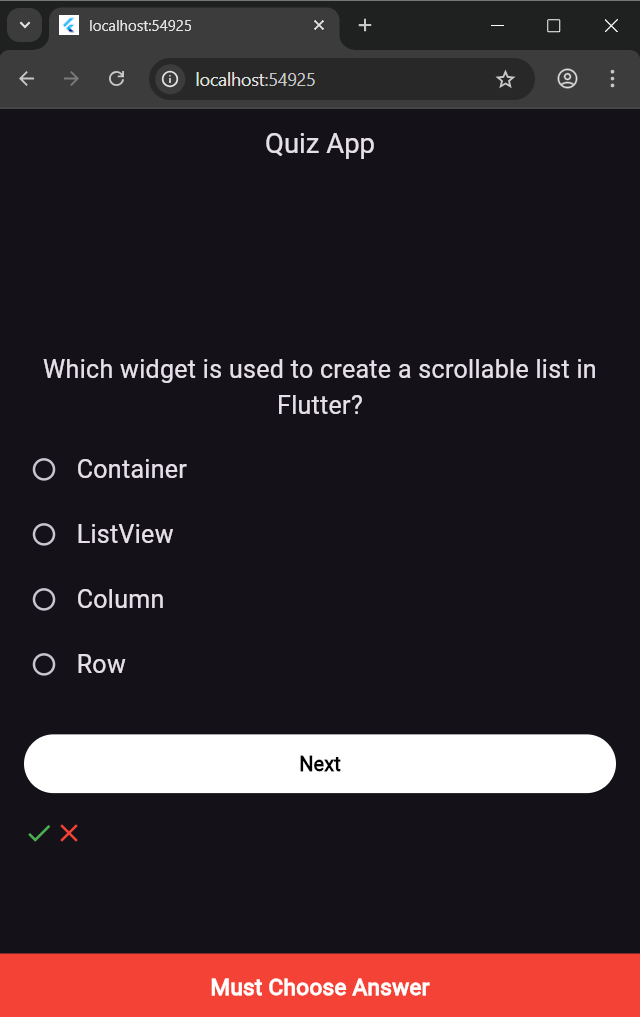 localhost:54925
localhost:54925
Quiz App
Which widget is used to create a scrollable list in
Flutter?
Container
ListView
Column
Row
Next
Must Choose Answer